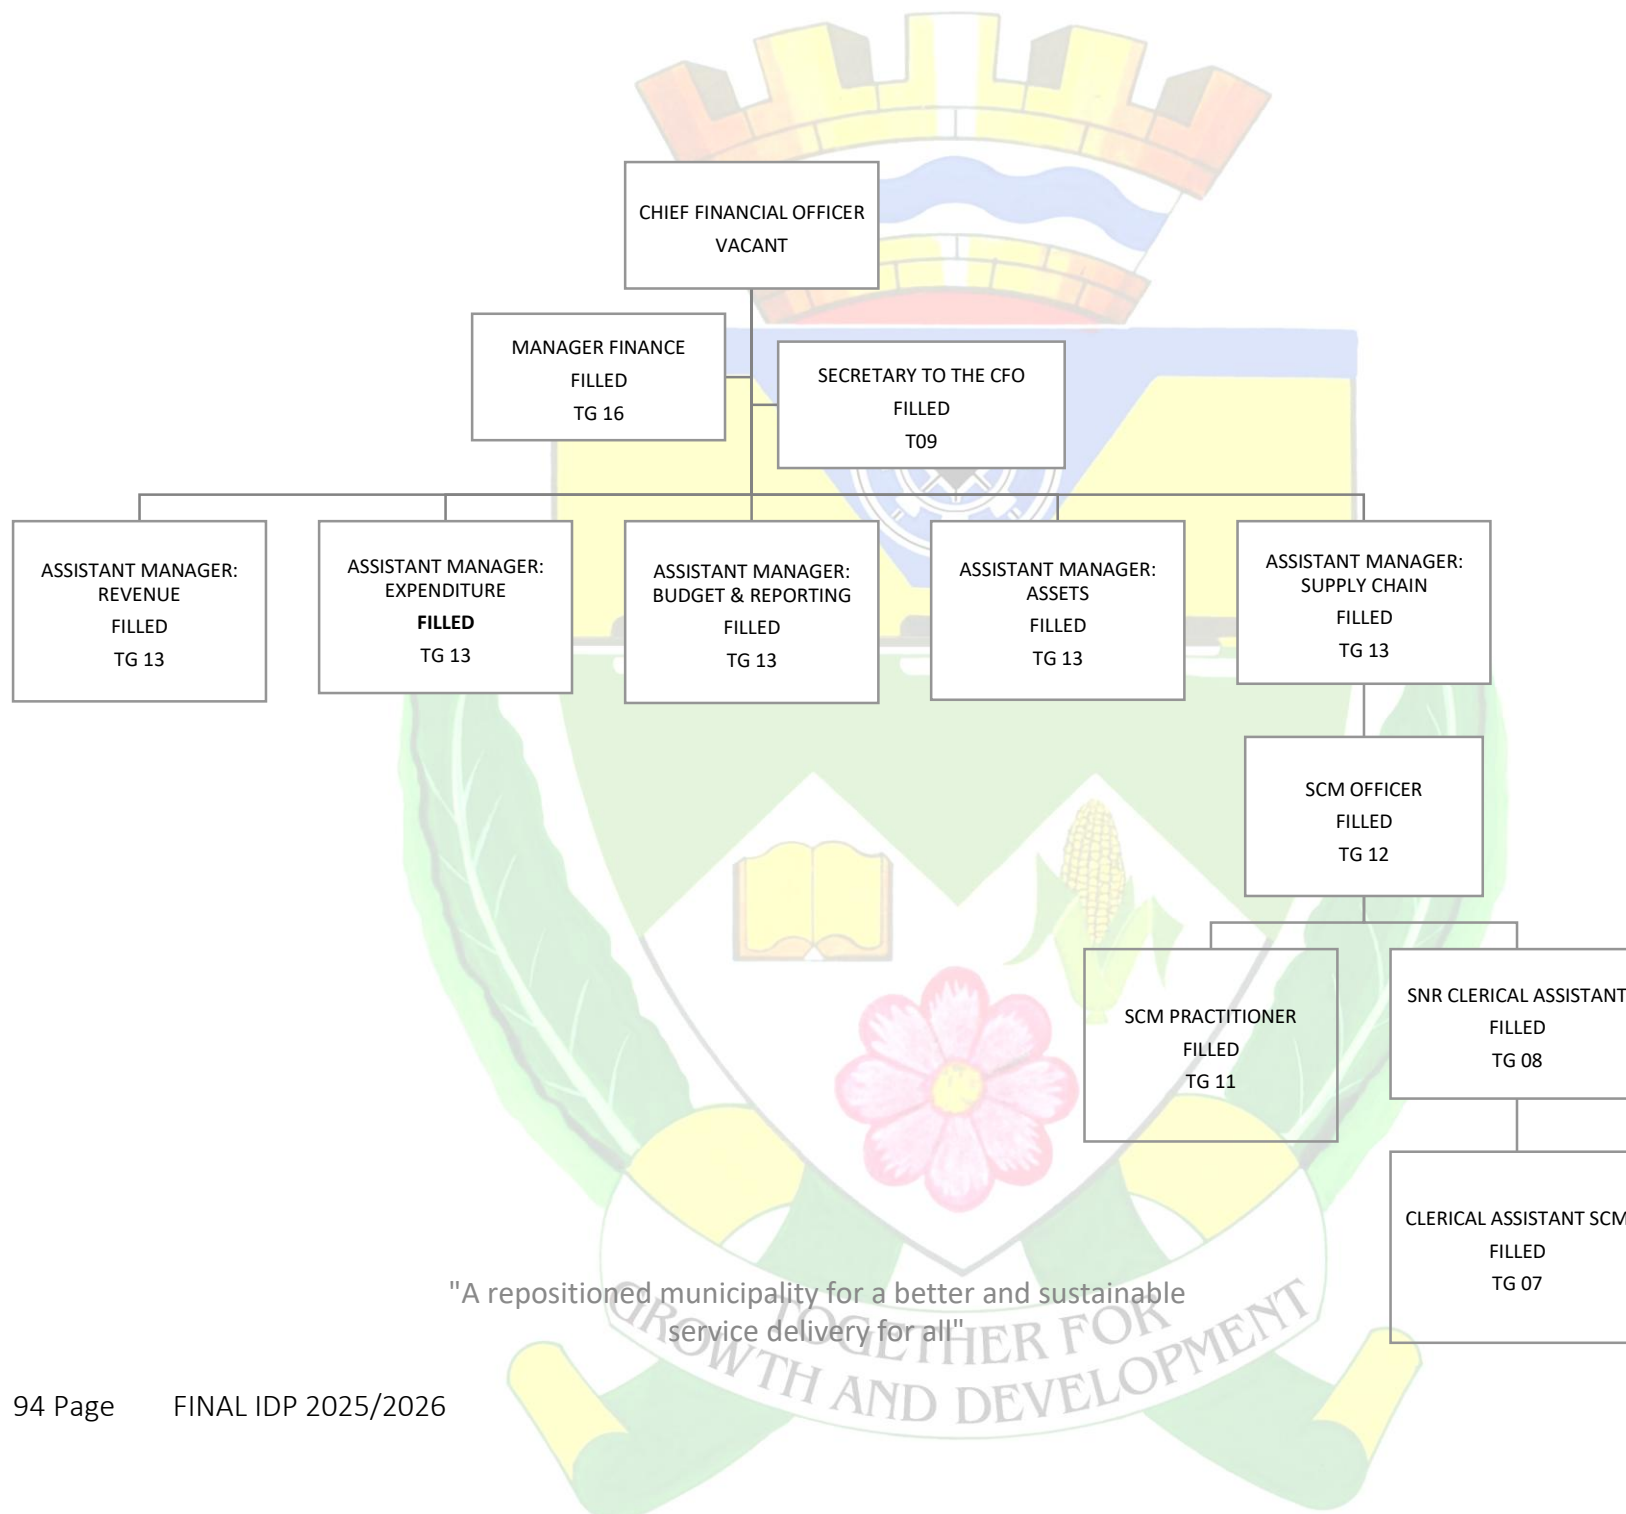 CHIEF FINANCIAL OFFICER
VACANT
MANAGER FINANCE
FILLED
TG 16
SECRETARY TO THE CFO
FILLED
T09
ASSISTANT MANAGER:
REVENUE
FILLED
TG 13
ASSISTANT MANAGER:
EXPENDITURE
FILLED
TG 13
ASSISTANT MANAGER:
BUDGET & REPORTING
FILLED
TG 13
ASSISTANT MANAGER:
ASSETS
FILLED
TG 13
ASSISTANT MANAGER:
SUPPLY CHAIN
FILLED
TG 13
SCM OFFICER
FILLED
TG 12
SCM PRACTITIONER
FILLED
TG 11
SNR CLERICAL ASSISTANT
FILLED
TG 08
CLERICAL ASSISTANT SCM
FILLED
TG 07
"A repositioned municipality for a better and sustainable
service delivery for all"
TOGETHER FOR
GROWTH AND DEVELOPMENT
94 Page FINAL IDP 2025/2026